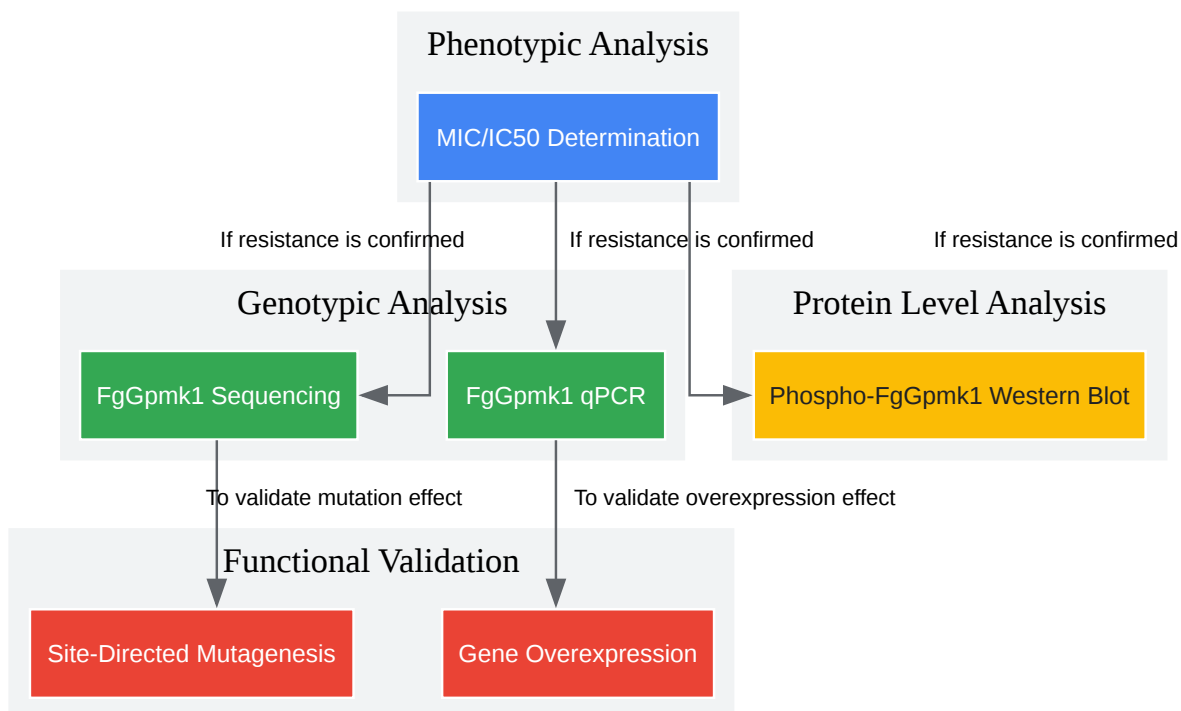 Phenotypic Analysis
MIC/IC50 Determination
If resistance is confirmed
If resistance is confirmed
If resistance is confirmed
Genotypic Analysis
Protein Level Analysis
FgGpmk1 Sequencing
FgGpmk1 qPCR
Phospho-FgGpmk1 Western Blot
To validate mutation effect
To validate overexpression effect
Functional Validation
Site-Directed Mutagenesis
Gene Overexpression